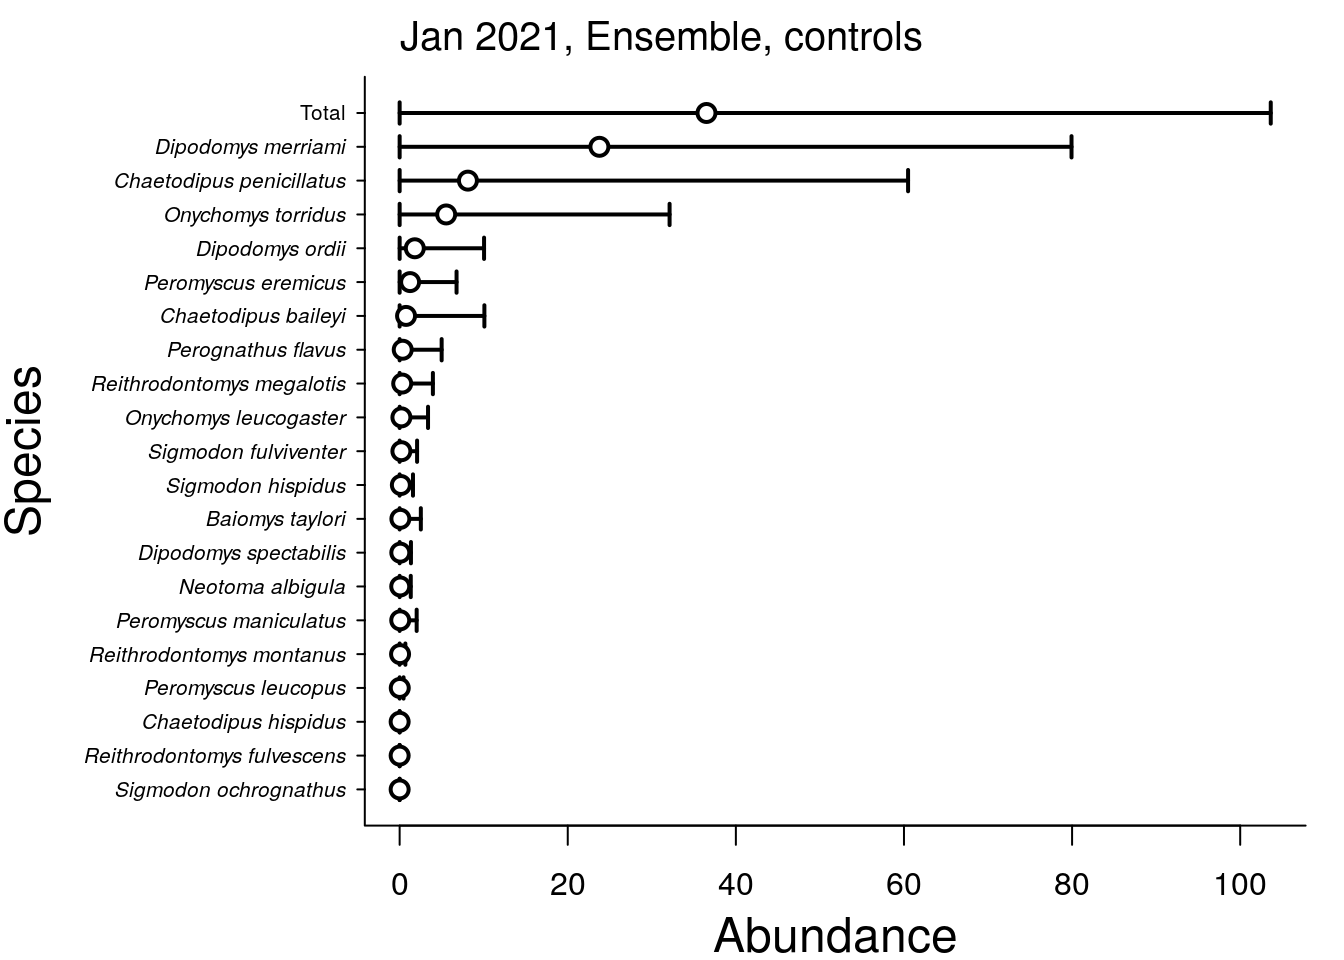 Jan 2021, Ensemble, controls
Total
Dipodomys merriami
Chaetodipus penicillatus
Onychomys torridus
Dipodomys ordii
Peromyscus eremicus
Chaetodipus baileyi
Perognathus flavus
Reithrodontomys megalotis
Onychomys leucogaster
Sigmodon fulviventer
Sigmodon hispidus
Baiomys taylori
Dipodomys spectabilis
Neotoma albigula
Peromyscus maniculatus
Reithrodontomys montanus
Peromyscus leucopus
Chaetodipus hispidus
Reithrodontomys fulvescens
Sigmodon ochrognathus
Species
0 20 40 60 80 100
Abundance